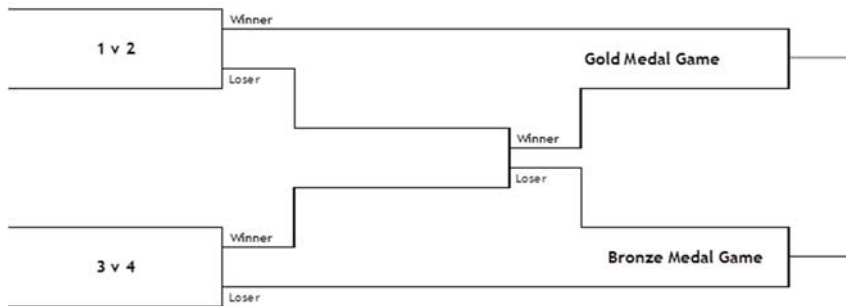 Winner
1 v 2
Gold Medal Game
Loser
Winner
Loser
Winner
3 v 4
Bronze Medal Game
Loser